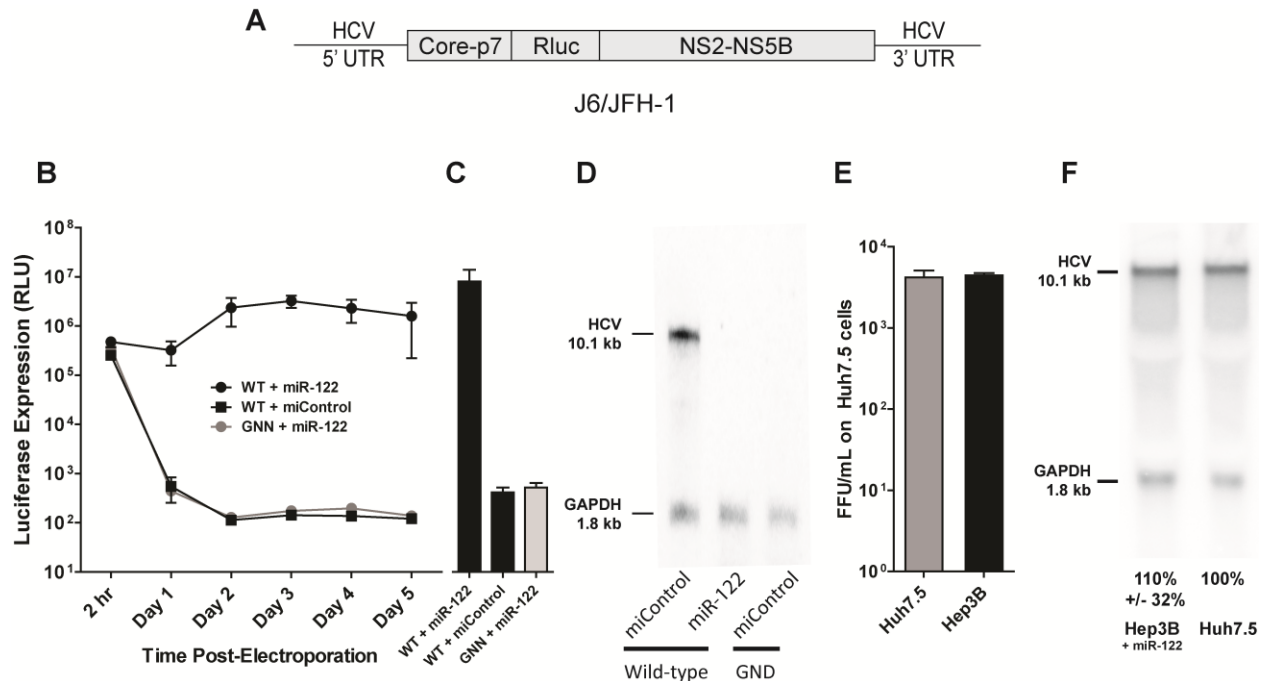 A
HCV
5’ UTR
Core-p7
Rluc
NS2-NS5B
HCV
3’ UTR
J6/JFH-1
B
Luciferase Expression (RLU)
10^8
10^7
10^6
10^5
10^4
10^3
10^2
10^1
WT + miR-122
WT + miControl
GNN + miR-122
2 hr
Day 1
Day 2
Day 3
Day 4
Day 5
Time Post-Electroporation
C
WT + miR-122
WT + miControl
GNN + miR-122
D
HCV
10.1 kb
GAPDH
1.8 kb
miControl
miR-122
miControl
Wild-type
GND
E
FFU/mL on Huh7.5 cells
10^4
10^3
10^2
10^1
10^0
Huh7.5
Hep3B
F
HCV
10.1 kb
GAPDH
1.8 kb
110%
+/- 32%
100%
Hep3B
+ miR-122
Huh7.5